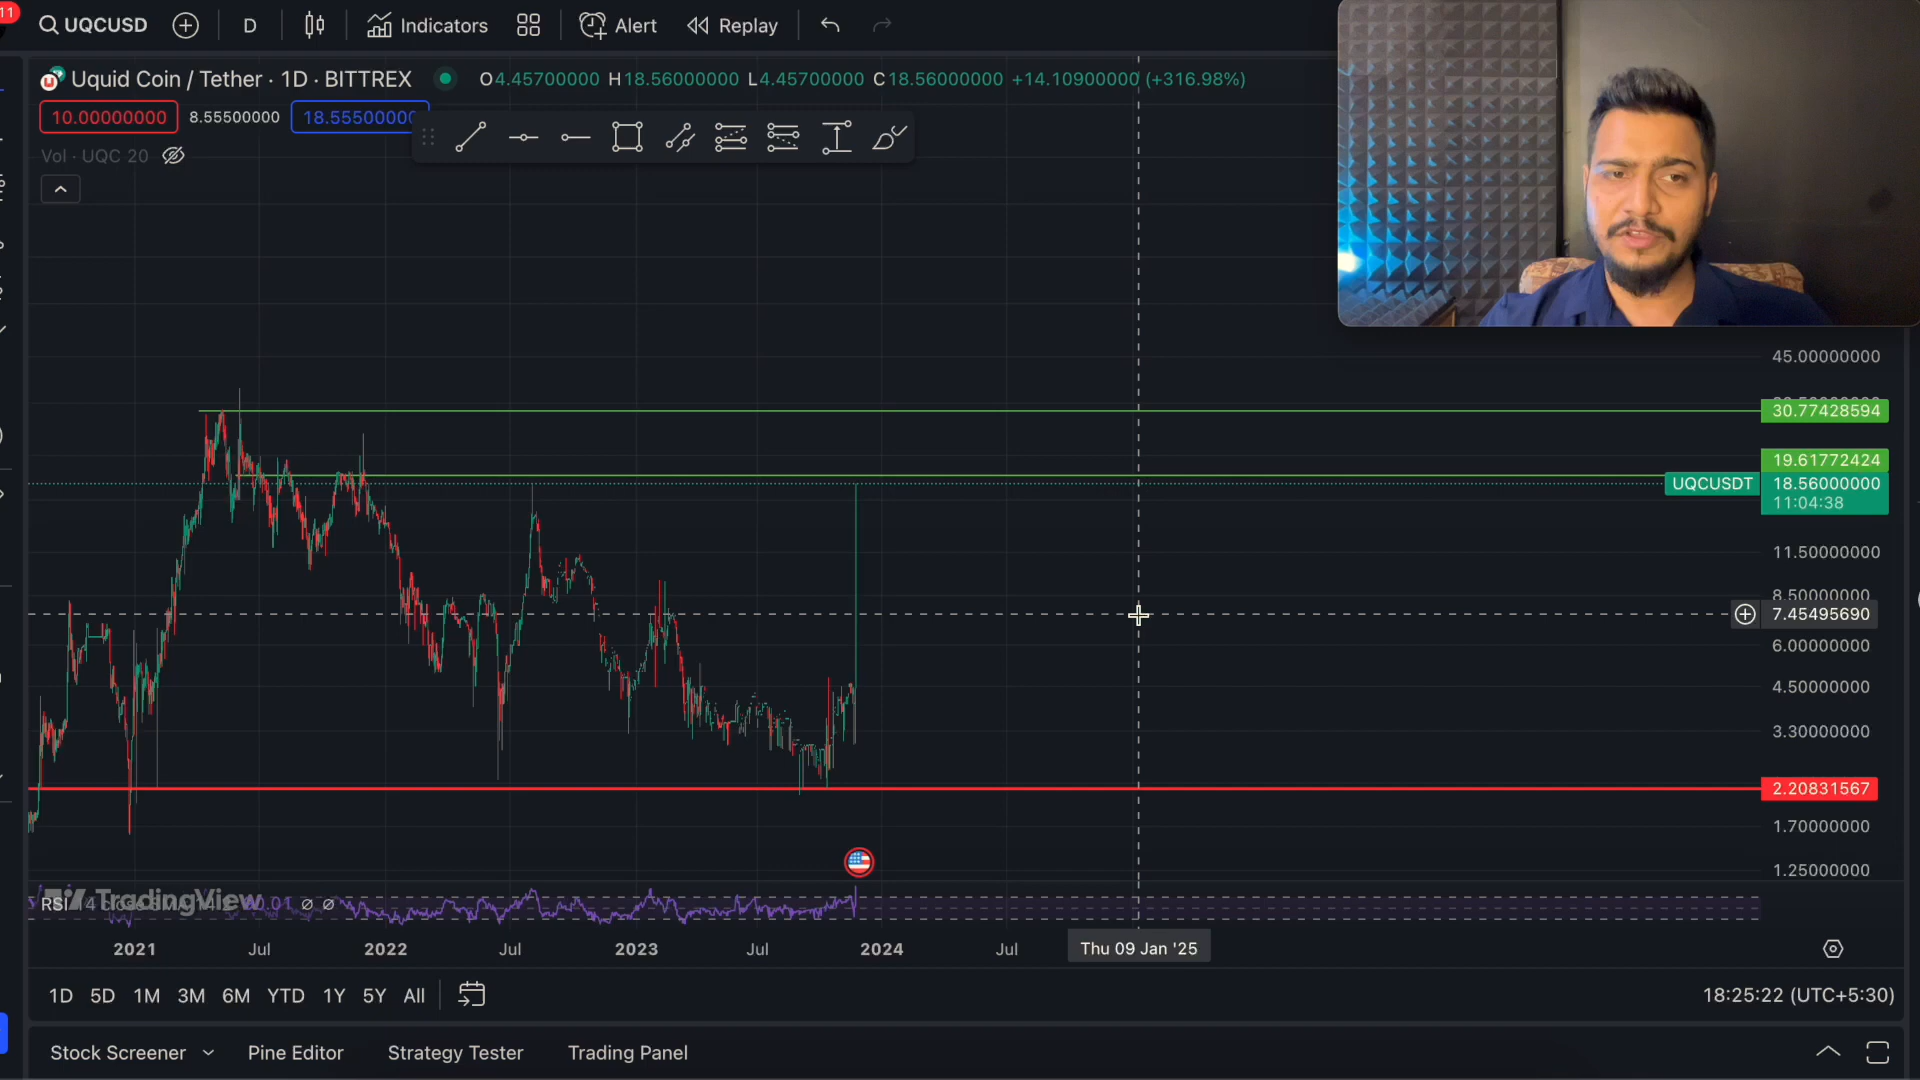 11
UQCUSD
D
Indicators
Alert
Replay
Uquid Coin / Tether · 1D · BITTREX
O4.45700000 H18.56000000 L4.45700000 C18.56000000 +14.10900000 (+316.98%)
10.00000000
8.55500000
18.55500000
Vol · UQC 20
45.00000000
30.77428594
19.61772424
UQCUSDT
18.56000000
11:04:38
11.50000000
8.50000000
7.45495690
6.00000000
4.50000000
3.30000000
2.20831567
1.70000000
1.25000000
TradingView
RSI
2021
Jul
2022
Jul
2023
Jul
2024
Jul
Thu 09 Jan '25
1D
5D
1M
3M
6M
YTD
1Y
5Y
All
18:25:22 (UTC+5:30)
Stock Screener
Pine Editor
Strategy Tester
Trading Panel